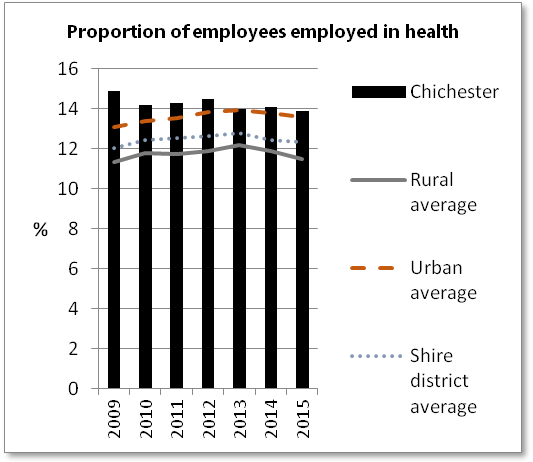 Proportion of employees employed in health
16
14
12
10
8
6
4
2
0
%
2009
2010
2011
2012
2013
2014
2015
Chichester
Rural
average
Urban
average
Shire
district
average